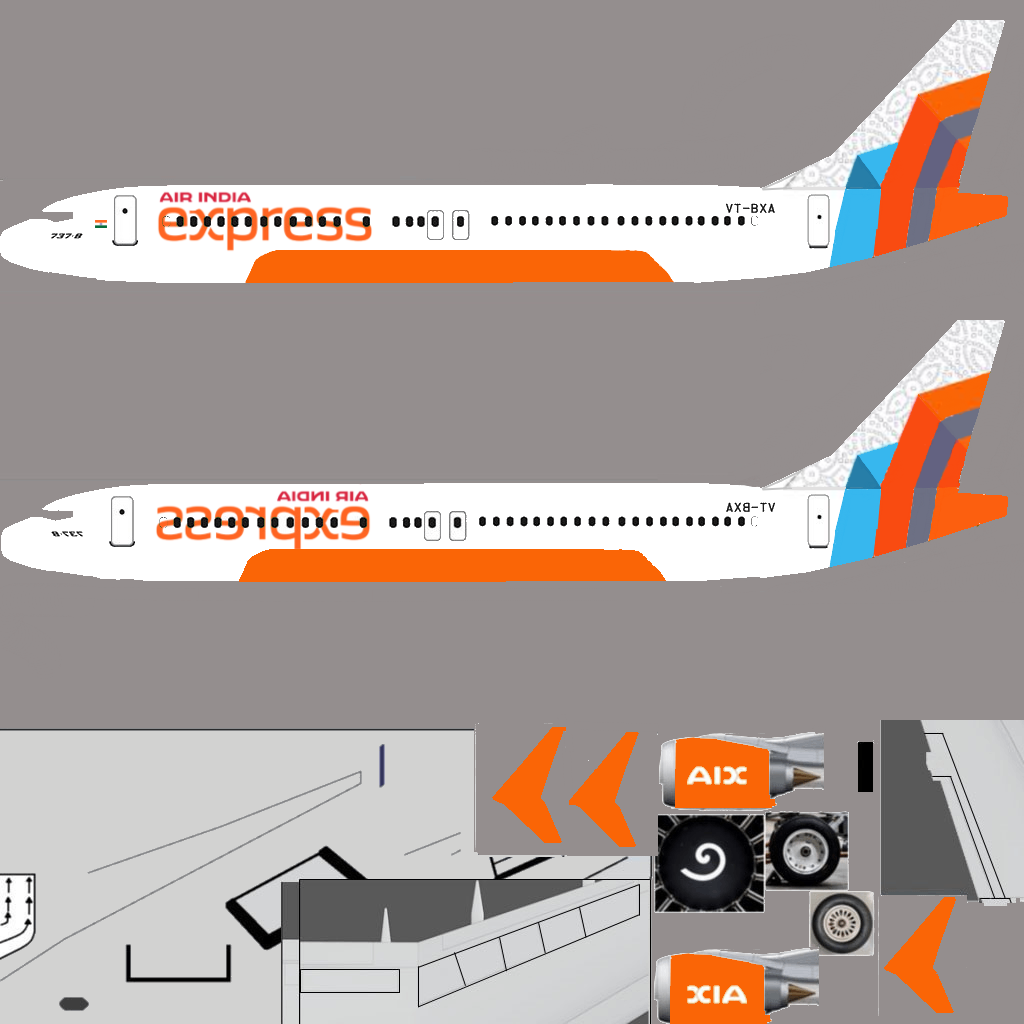 AIR INDIA
express
VT-BXA
737-8
AIR INDIA
express
VT-BXA
737-8
AIX
AIX